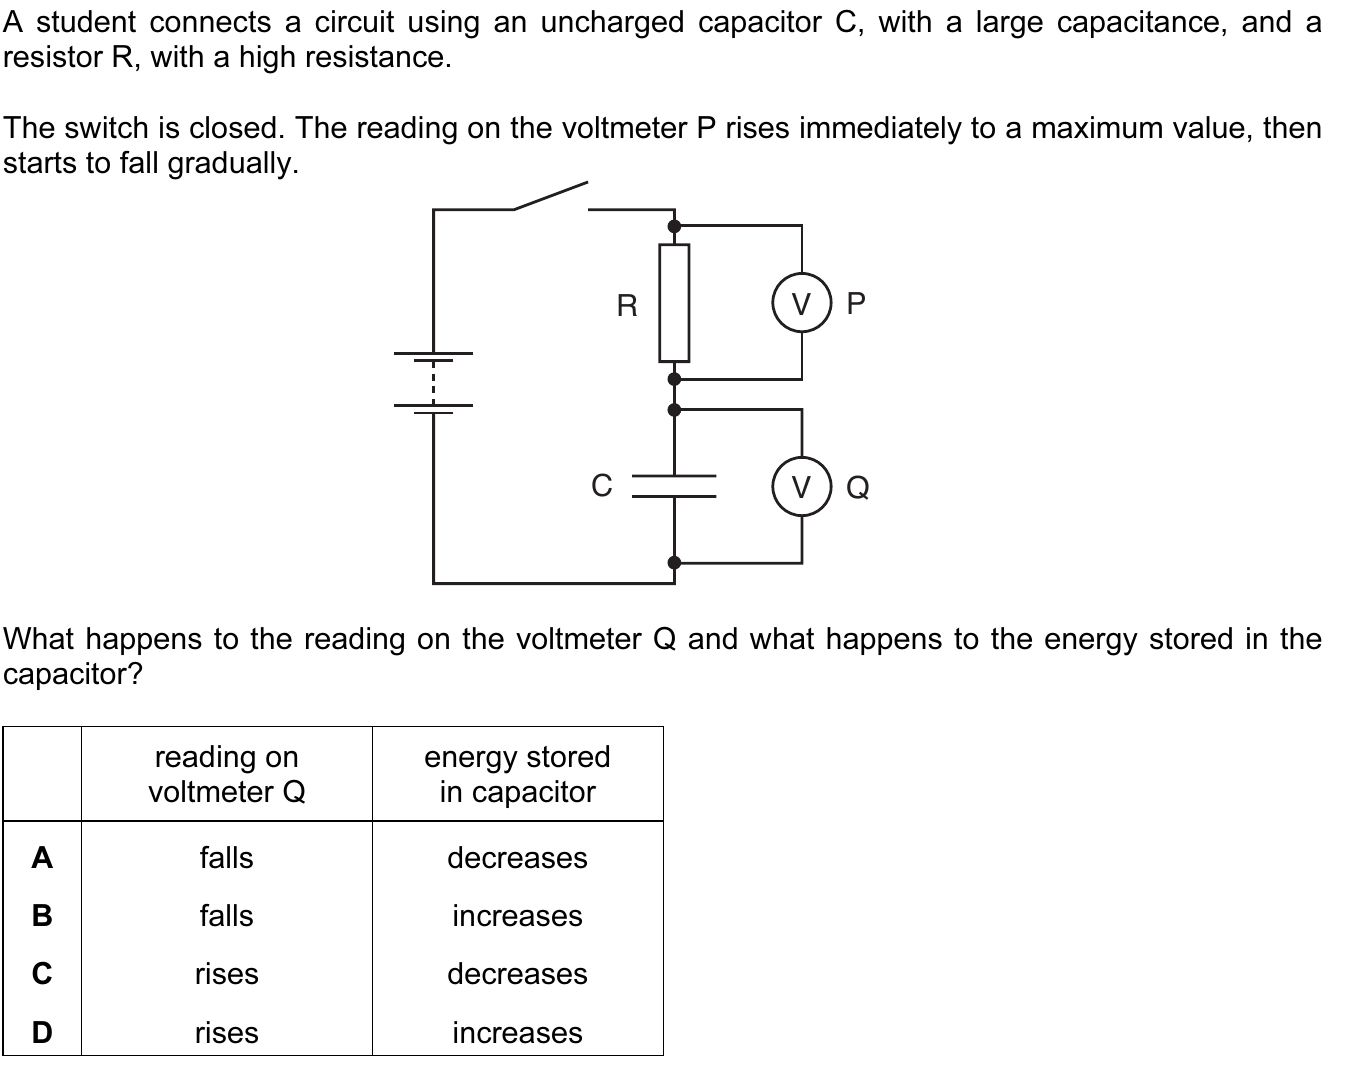 A student connects a circuit using an uncharged capacitor C, with a large capacitance, and a
resistor R, with a high resistance.
The switch is closed. The reading on the voltmeter P rises immediately to a maximum value, then
starts to fall gradually.
R
V P
C
V Q
What happens to the reading on the voltmeter Q and what happens to the energy stored in the
capacitor?
reading on
voltmeter Q
energy stored
in capacitor
A falls decreases
B falls increases
C rises decreases
D rises increases